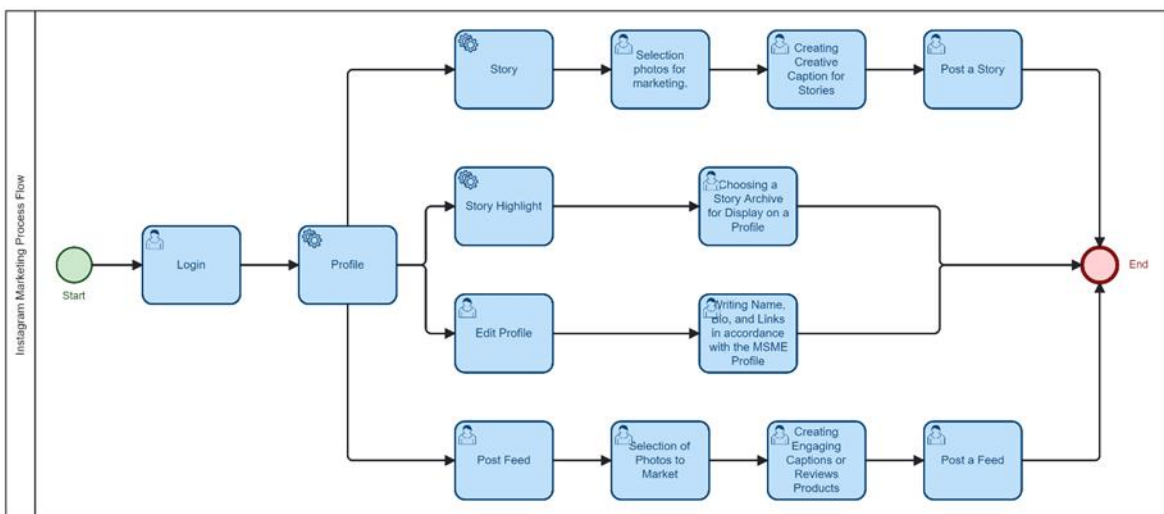 Instagram Marketing Process Flow
Start
Login
Profile
Story
Selection
photos for
marketing.
Creating
Creative
Caption for
Stories
Post a Story
Story Highlight
Choosing a
Story Archive
for Display on a
Profile
Edit Profile
Writing Name,
Bio, and Links
in accordance
with the MSME
Profile
Post Feed
Selection of
Photos to
Market
Creating
Engaging
Captions or
Reviews
Products
Post a Feed
End